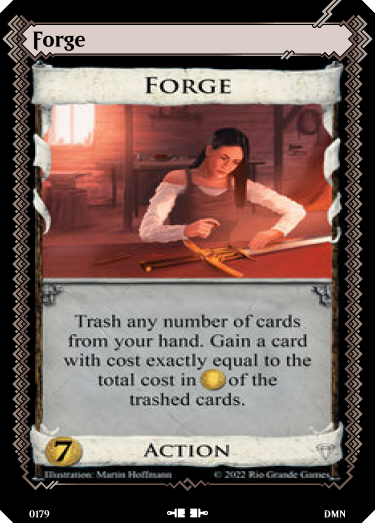 Forge
FORGE
Trash any number of cards
from your hand. Gain a card
with cost exactly equal to the
total cost in of the
trashed cards.
7 ACTION
Illustration: Martin Hoffmann © 2022 Rio Grande Games
0179 DMN